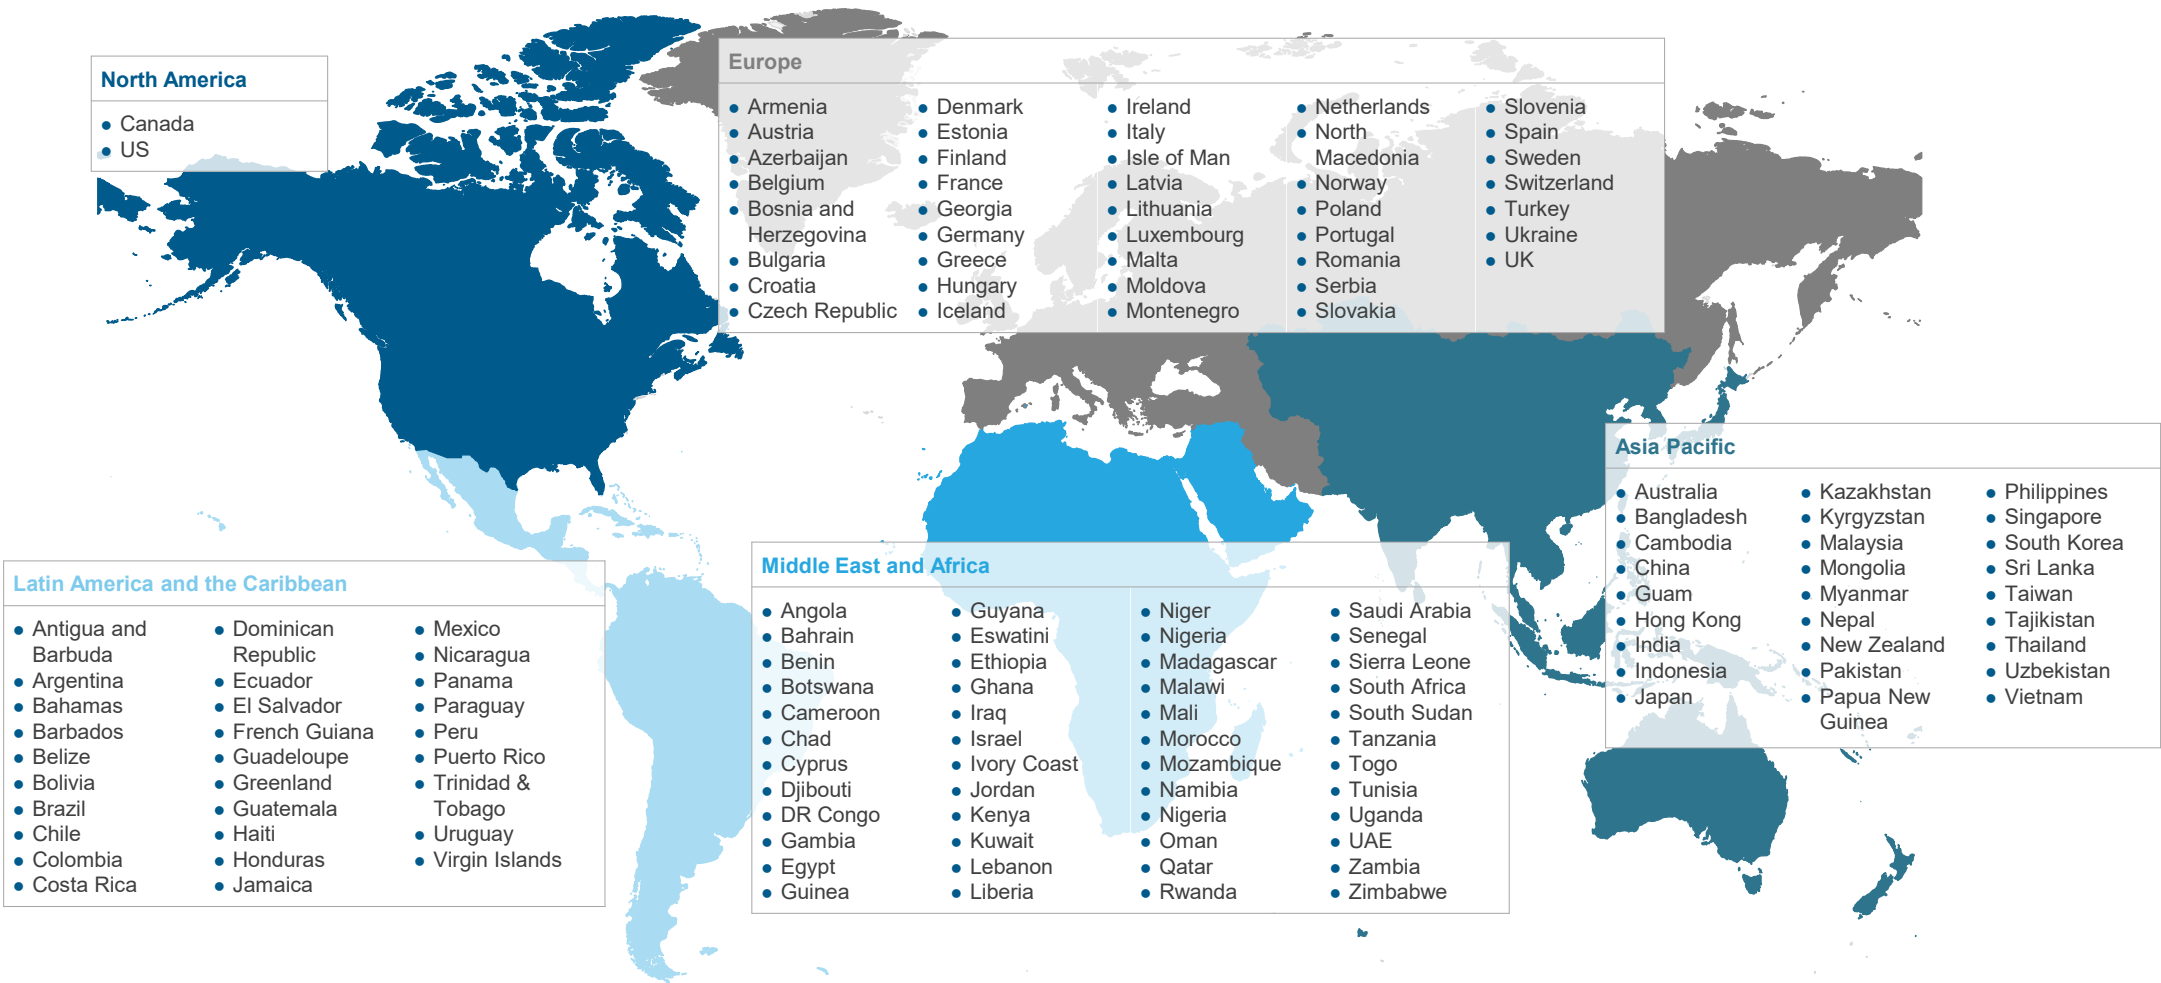 North America
• Canada
• US
Europe
• Armenia
• Austria
• Azerbaijan
• Belgium
• Bosnia and
Herzegovina
• Bulgaria
• Croatia
• Czech Republic
• Denmark
• Estonia
• Finland
• France
• Georgia
• Germany
• Greece
• Hungary
• Iceland
• Ireland
• Italy
• Isle of Man
• Latvia
• Lithuania
• Luxembourg
• Malta
• Moldova
• Montenegro
• Netherlands
• North
Macedonia
• Norway
• Poland
• Portugal
• Romania
• Serbia
• Slovakia
• Slovenia
• Spain
• Sweden
• Switzerland
• Turkey
• Ukraine
• UK
Latin America and the Caribbean
• Antigua and
Barbuda
• Argentina
• Bahamas
• Barbados
• Belize
• Bolivia
• Brazil
• Chile
• Colombia
• Costa Rica
• Dominican
Republic
• Ecuador
• El Salvador
• French Guiana
• Guadeloupe
• Greenland
• Guatemala
• Haiti
• Honduras
• Jamaica
• Mexico
• Nicaragua
• Panama
• Paraguay
• Peru
• Puerto Rico
• Trinidad &
Tobago
• Uruguay
• Virgin Islands
Middle East and Africa
• Angola
• Bahrain
• Benin
• Botswana
• Cameroon
• Chad
• Cyprus
• Djibouti
• DR Congo
• Gambia
• Egypt
• Guinea
• Guyana
• Eswatini
• Ethiopia
• Ghana
• Iraq
• Israel
• Ivory Coast
• Jordan
• Kenya
• Kuwait
• Lebanon
• Liberia
• Niger
• Nigeria
• Madagascar
• Malawi
• Mali
• Morocco
• Mozambique
• Namibia
• Nigeria
• Oman
• Qatar
• Rwanda
• Saudi Arabia
• Senegal
• Sierra Leone
• South Africa
• South Sudan
• Tanzania
• Togo
• Tunisia
• Uganda
• UAE
• Zambia
• Zimbabwe
Asia Pacific
• Australia
• Bangladesh
• Cambodia
• China
• Guam
• Hong Kong
• India
• Indonesia
• Japan
• Kazakhstan
• Kyrgyzstan
• Malaysia
• Mongolia
• Myanmar
• Nepal
• New Zealand
• Pakistan
• Papua New
Guinea
• Philippines
• Singapore
• South Korea
• Sri Lanka
• Taiwan
• Tajikistan
• Thailand
• Uzbekistan
• Vietnam